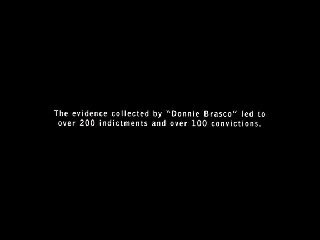 The evidence collected by "Donnie Brasco" led to
over 200 indictments and over 100 convictions.